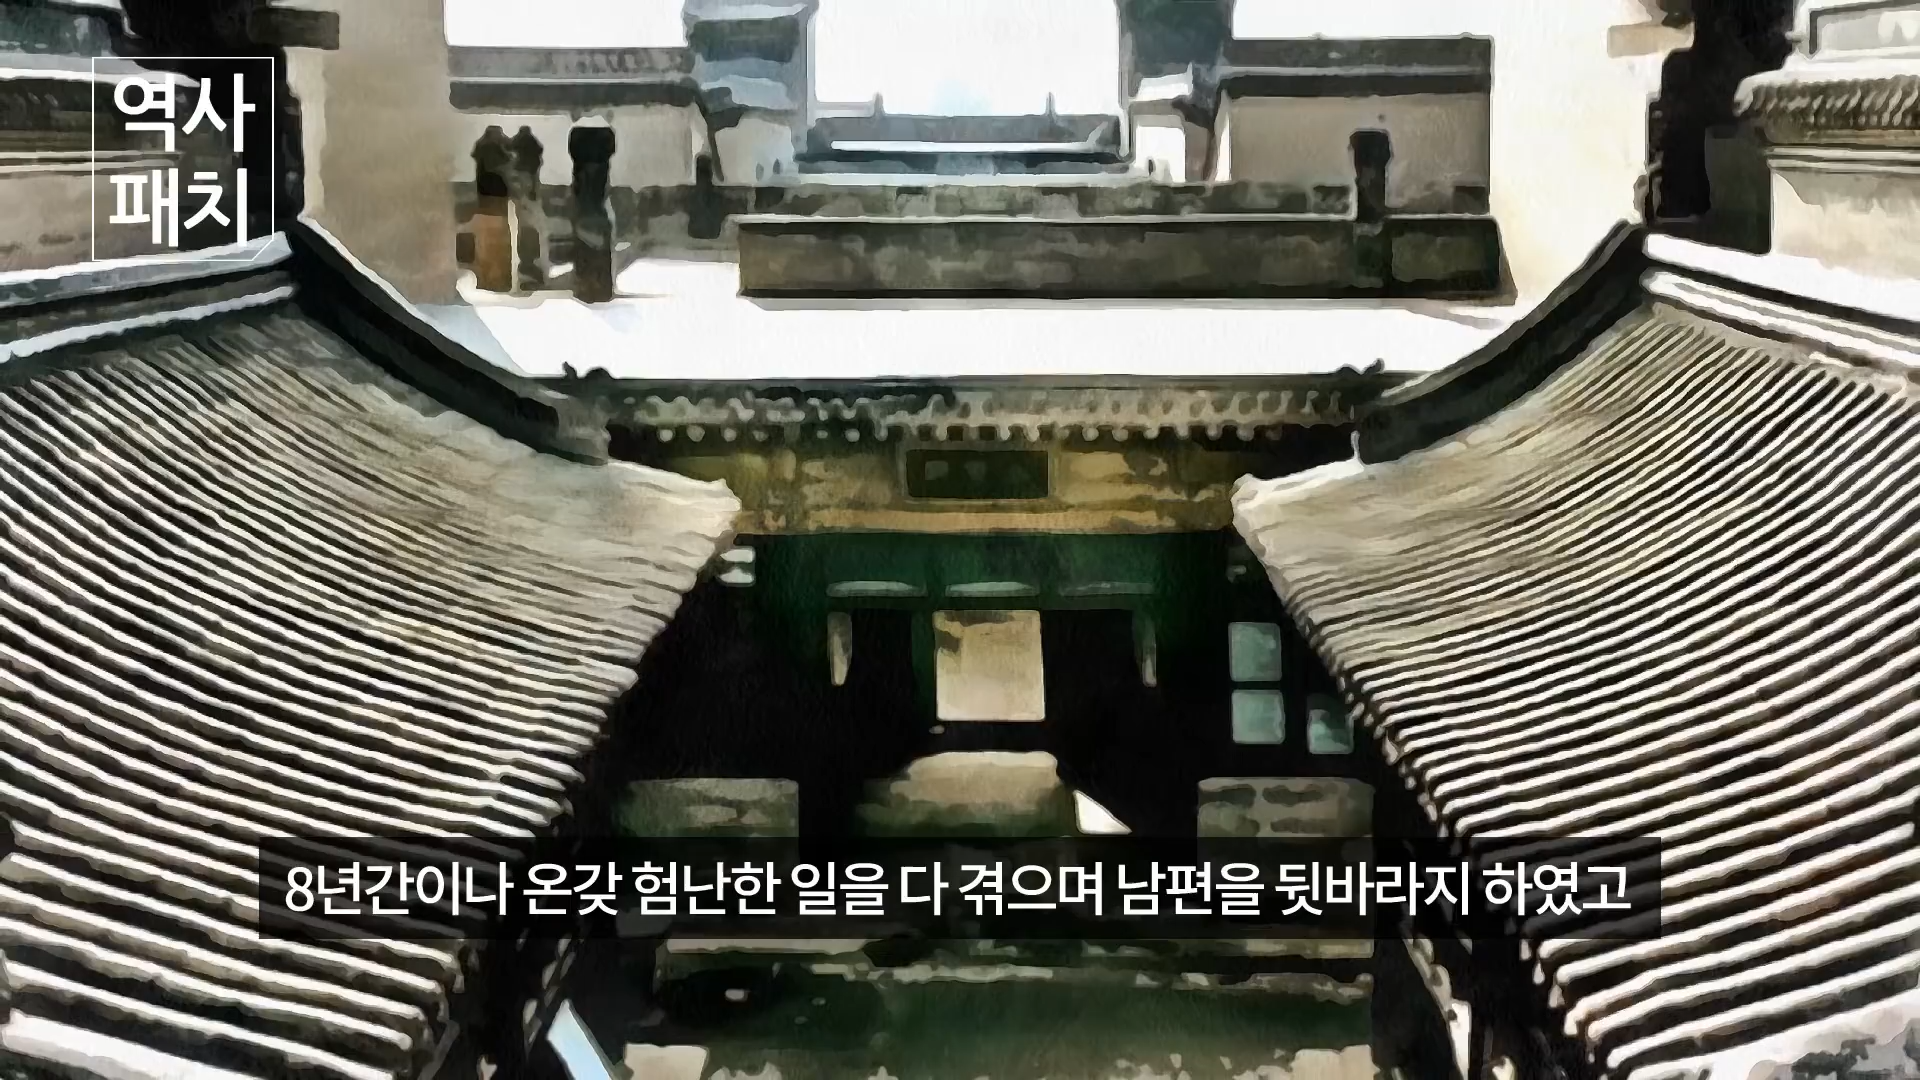 역사
패치
8년간이나 온갖 험난한 일을 다 겪으며 남편을 뒷바라지 하였고